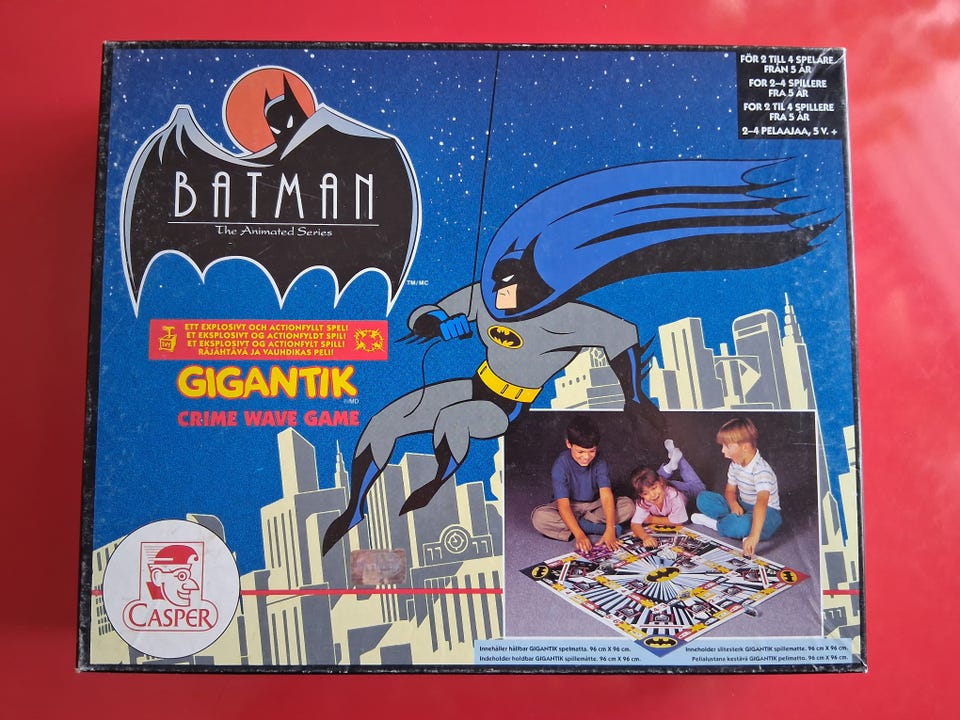 FÖR 2 TILL 4 SPELARE
FRÅN 5 ÅR
FOR 2-4 SPILLERE
FRA 5 ÅR
FOR 2 TIL 4 SPILLERE
FRA 5 ÅR
2-4 PELAAJAA, 5 V. +
BATMAN
The Animated Series
TM/MC
ETT EXPLOSIVT OCH ACTIONFYLLT SPEL!
ET EKSPLOSIVT OG ACTIONFYLDT SPIL!
ET EKSPLOSIVT OG ACTIONFYLT SPILL!
RÄJÄHTÄVÄ JA VAUHDIKAS PELI!
GIGANTIK
CRIME WAVE GAME
CASPER
Innehåller hållbar GIGANTIK spelmatta. 96 cm X 96 cm.
Indeholder holdbar GIGANTIK spillemåtte. 96 cm X 96 cm.
Inneholder slitesterk GIGANTIK spillematte. 96 cm X 96 cm.
Pelialustana kestävä GIGANTIK pelimatto. 96 cm X 96 cm.